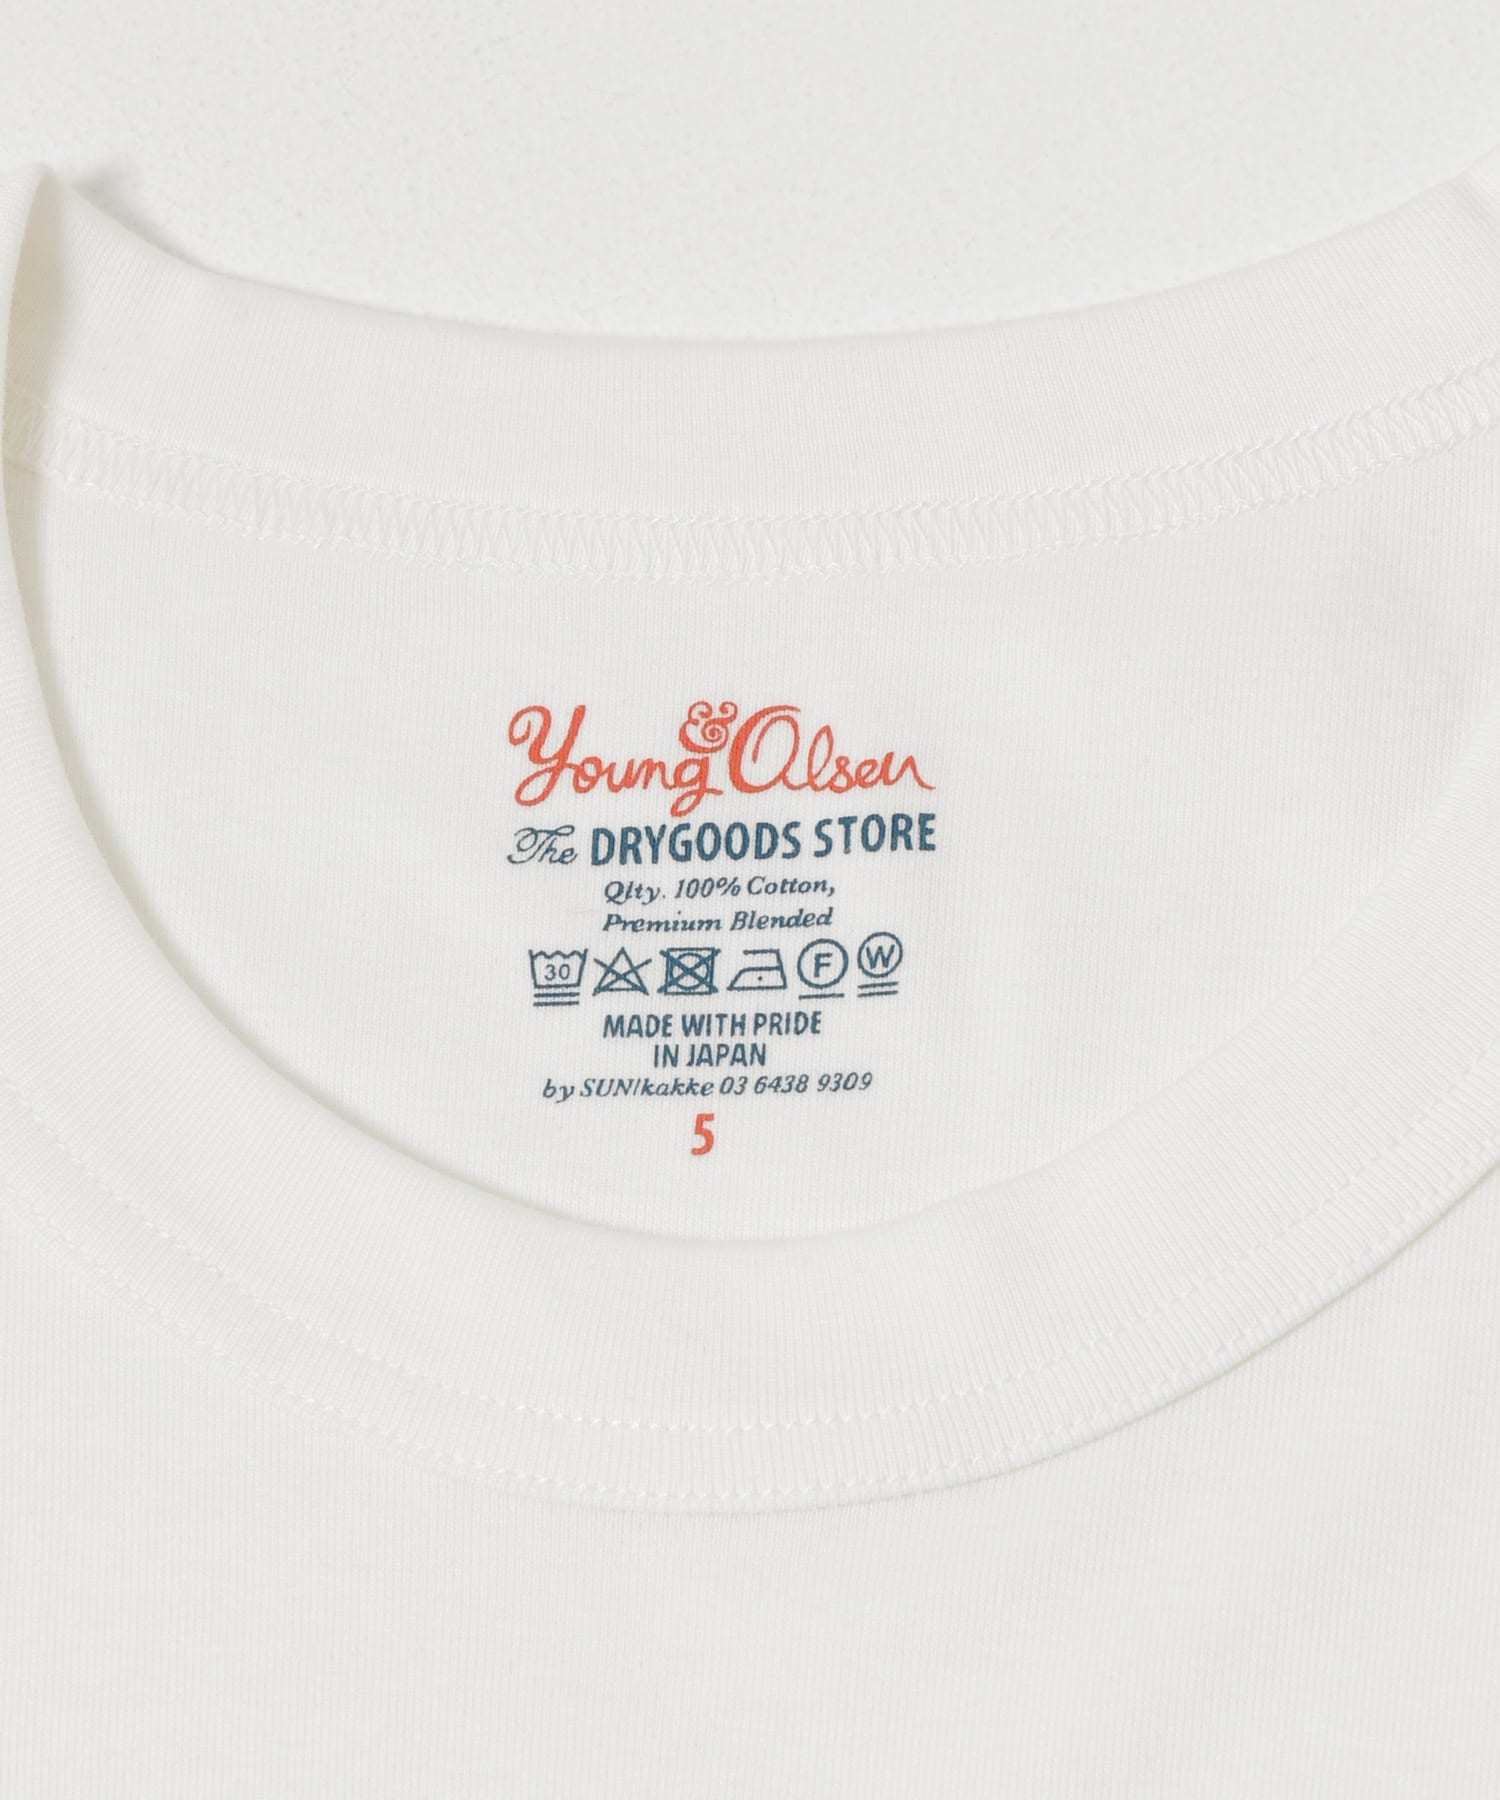 Young & Olsen
The DRYGOODS STORE
Qlty. 100% Cotton,
Premium Blended
30 F W
MADE WITH PRIDE
IN JAPAN
by SUN/kakke 03 6438 9309
5